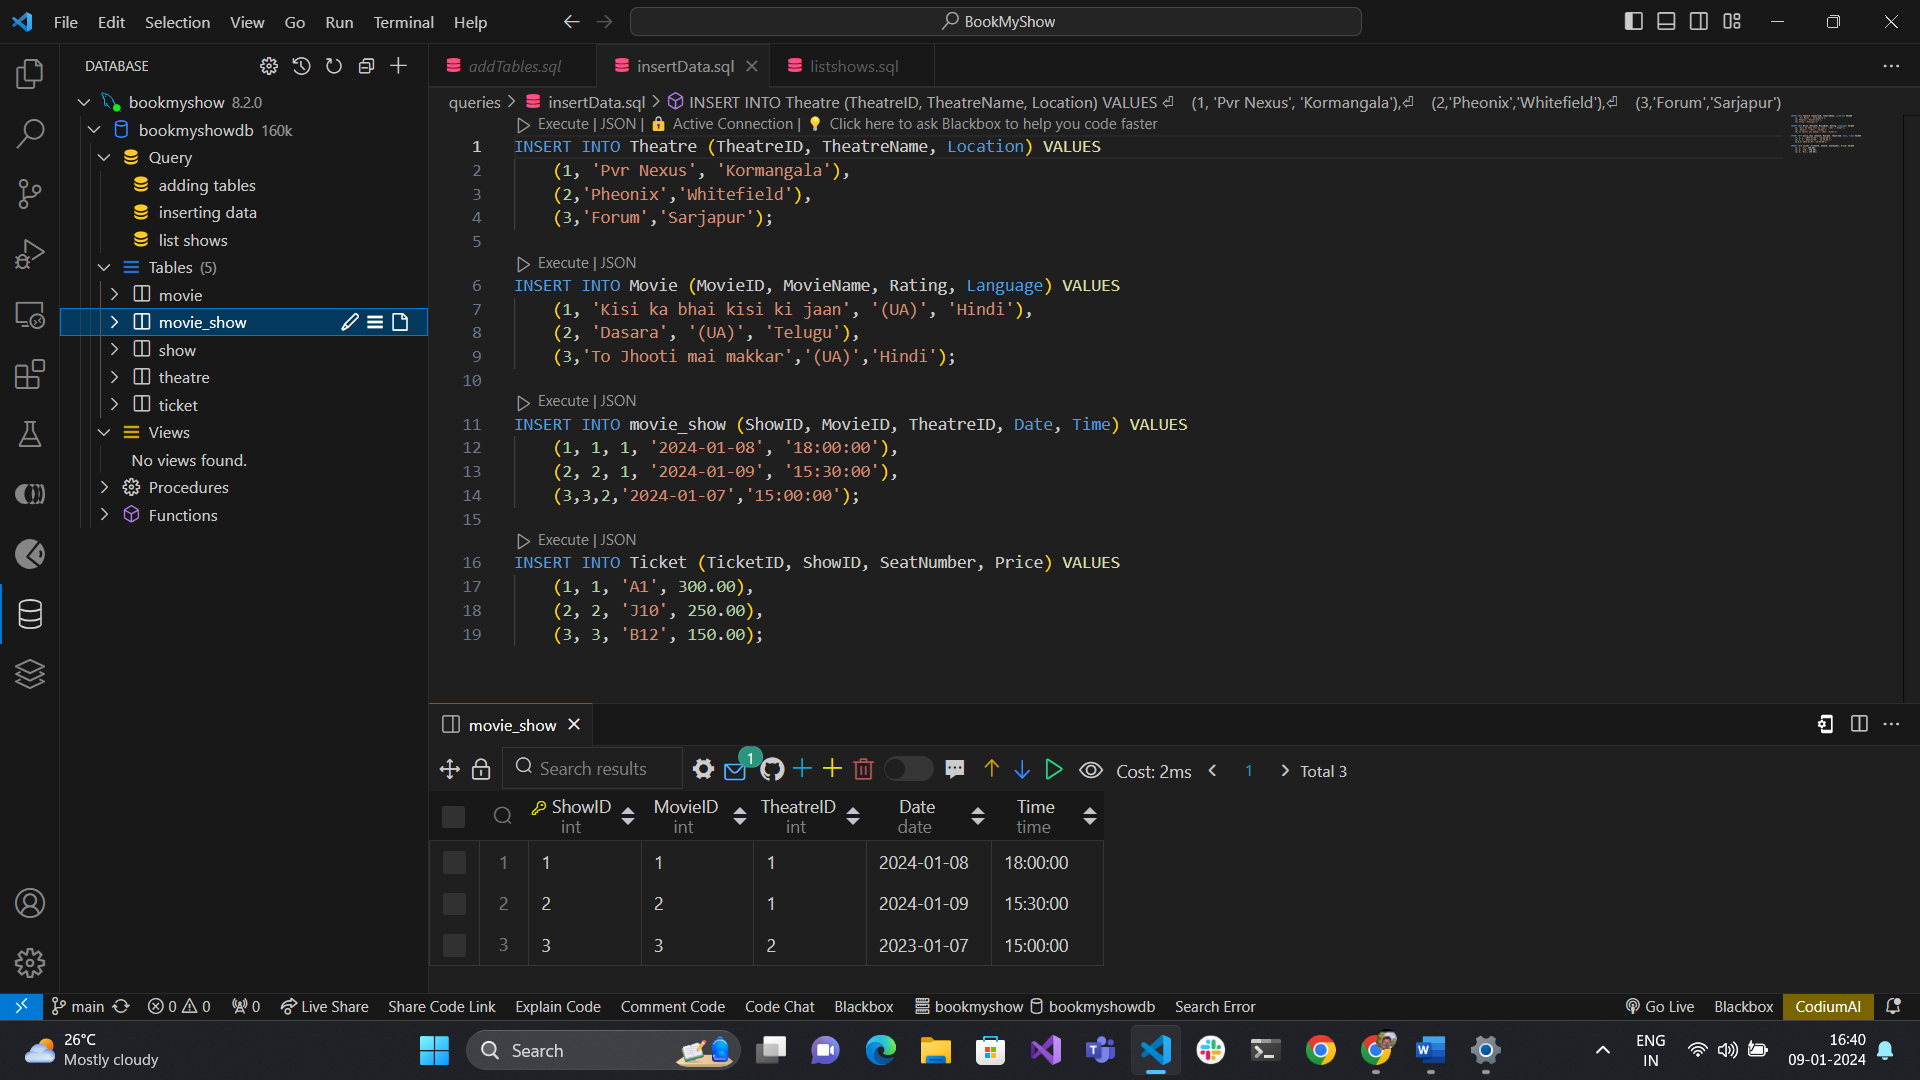 File Edit Selection View Go Run Terminal Help
BookMyShow
DATABASE
bookmyshow 8.2.0
bookmyshowdb 160k
Query
adding tables
inserting data
list shows
Tables (5)
movie
movie_show
show
theatre
ticket
Views
No views found.
Procedures
Functions
addTables.sql
insertData.sql
listshows.sql
queries > insertData.sql > INSERT INTO Theatre (TheatreID, TheatreName, Location) VALUES⏎ (1, 'Pvr Nexus', 'Kormangala'),⏎ (2,'Pheonix','Whitefield'),⏎ (3,'Forum','Sarjapur')
Execute | JSON | 🔒 Active Connection | 💡 Click here to ask Blackbox to help you code faster
1 INSERT INTO Theatre (TheatreID, TheatreName, Location) VALUES
2 (1, 'Pvr Nexus', 'Kormangala'),
3 (2,'Pheonix','Whitefield'),
4 (3,'Forum','Sarjapur');
5
Execute | JSON
6 INSERT INTO Movie (MovieID, MovieName, Rating, Language) VALUES
7 (1, 'Kisi ka bhai kisi ki jaan', '(UA)', 'Hindi'),
8 (2, 'Dasara', '(UA)', 'Telugu'),
9 (3,'To Jhooti mai makkar','(UA)','Hindi');
10
Execute | JSON
11 INSERT INTO movie_show (ShowID, MovieID, TheatreID, Date, Time) VALUES
12 (1, 1, 1, '2024-01-08', '18:00:00'),
13 (2, 2, 1, '2024-01-09', '15:30:00'),
14 (3,3,2,'2024-01-07','15:00:00');
15
Execute | JSON
16 INSERT INTO Ticket (TicketID, ShowID, SeatNumber, Price) VALUES
17 (1, 1, 'A1', 300.00),
18 (2, 2, 'J10', 250.00),
19 (3, 3, 'B12', 150.00);
movie_show
Search results 1 Cost: 2ms < 1 > Total 3
ShowID MovieID TheatreID Date Time
int int int date time
1 1 1 1 2024-01-08 18:00:00
2 2 2 1 2024-01-09 15:30:00
3 3 3 2 2023-01-07 15:00:00
main 0 0 0 Live Share Share Code Link Explain Code Comment Code Code Chat Blackbox bookmyshow bookmyshowdb Search Error Go Live Blackbox CodiumAI
26°C
Mostly cloudy
Search
ENG
IN
16:40
09-01-2024